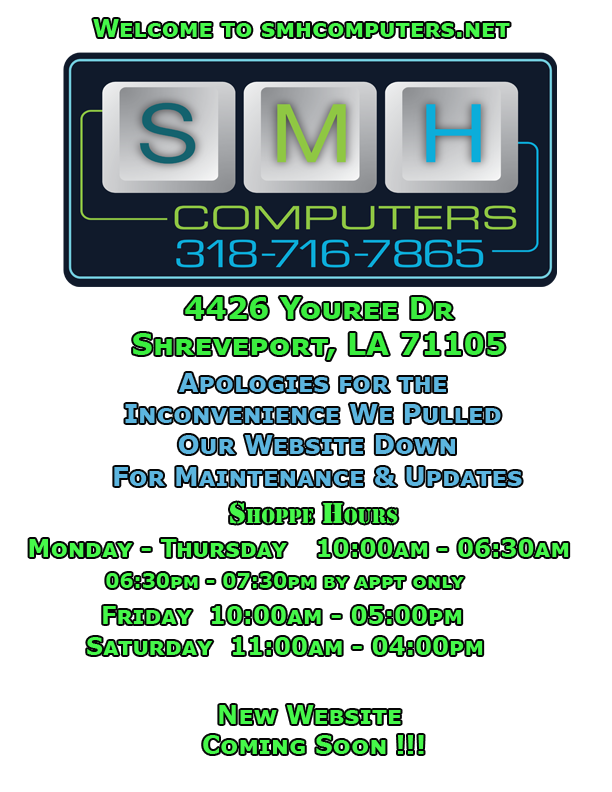 Welcome to smhcomputers.net
S M H
COMPUTERS
318-716-7865
4426 Youree Dr
Shreveport, LA 71105
Apologies for the
Inconvenience We Pulled
Our Website Down
For Maintenance & Updates
Shoppe Hours
Monday - Thursday 10:00am - 06:30am
06:30pm - 07:30pm by appt only
Friday 10:00am - 05:00pm
Saturday 11:00am - 04:00pm
New Website
Coming Soon !!!